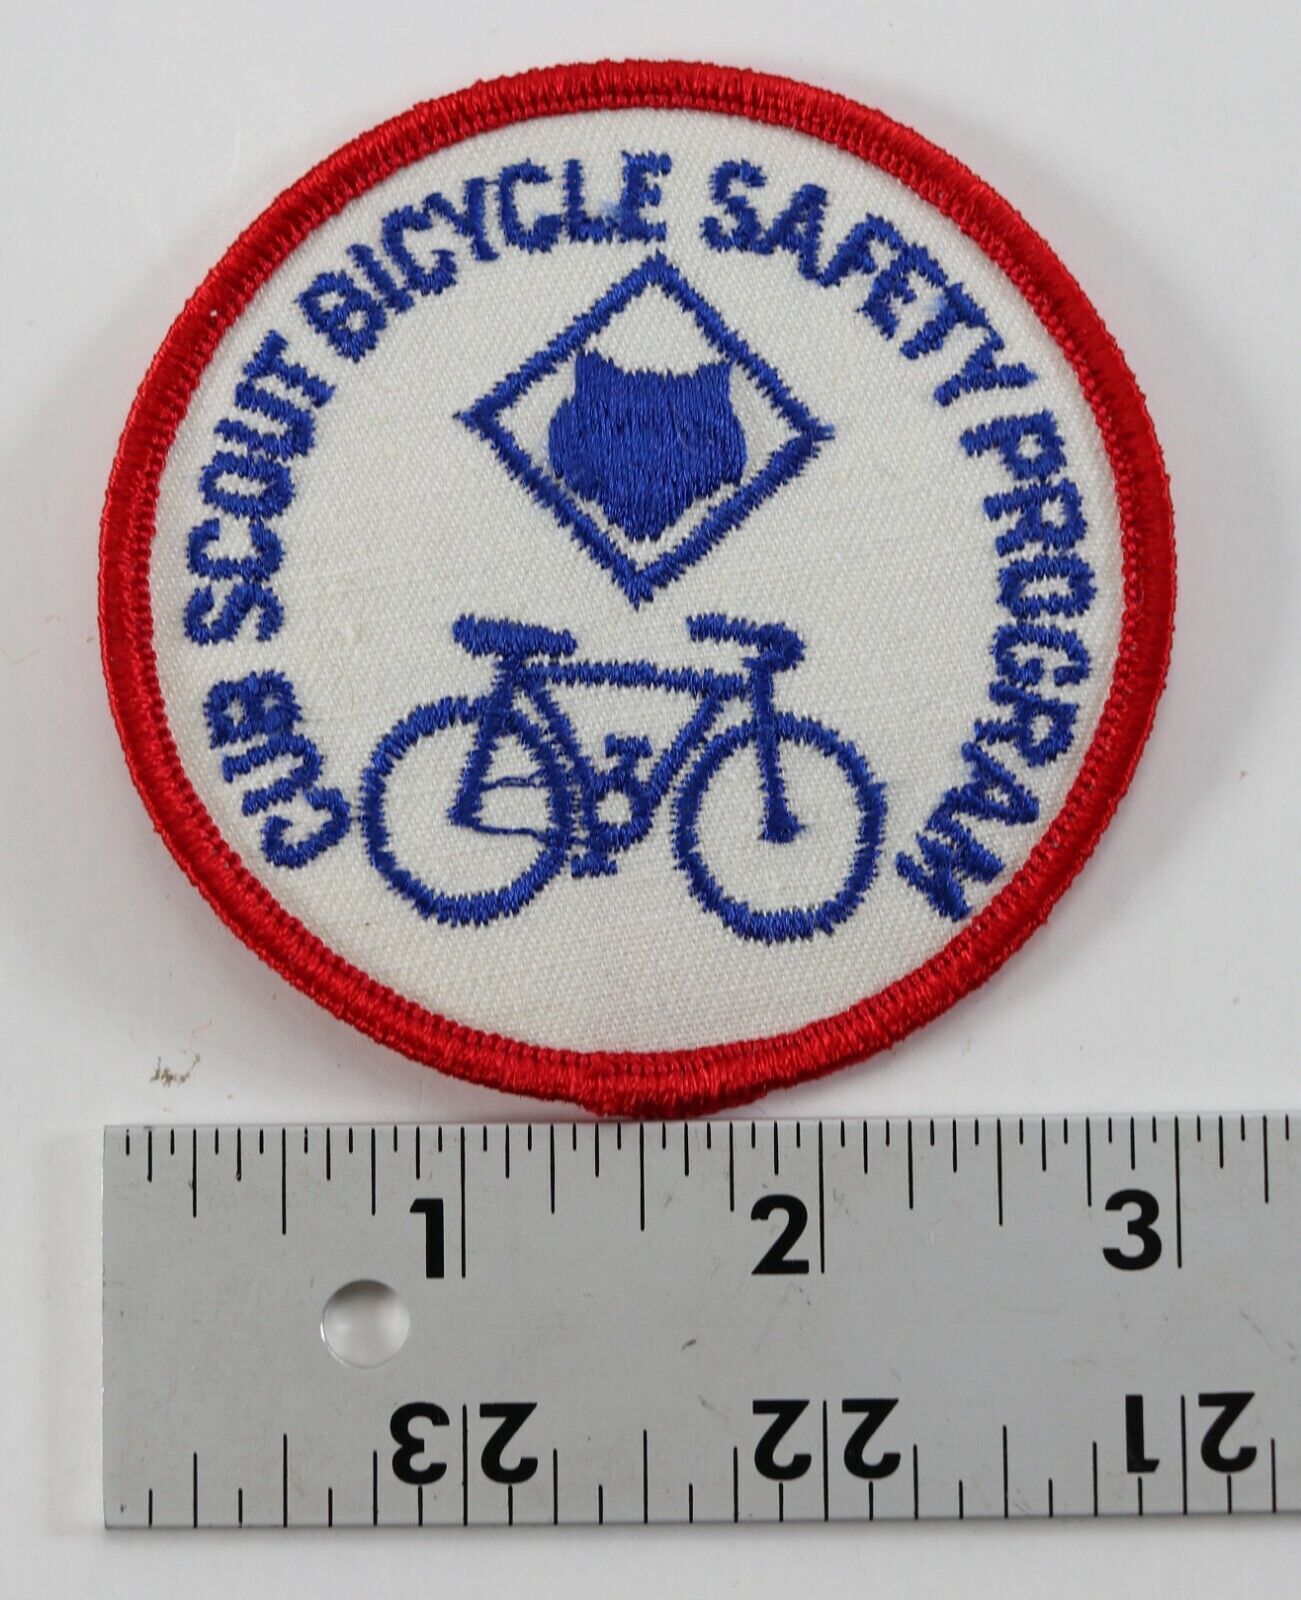 CUB SCOUT BICYCLE SAFETY PROGRAM
1 2 3
23 22 21